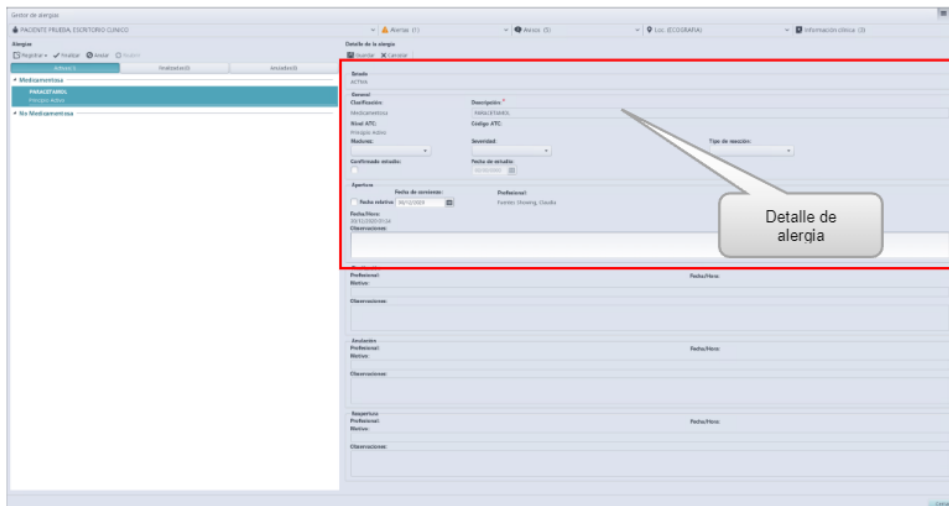 Gestor de alergias
PACIENTE PRUEBA, ESCRITORIO CLINICO
Alertas (1)
Avisos (5)
Loc. (ECOGRAFIA)
Información clínica (3)
Alergias
Registrar Finalizar Anular
Finalizadas(0) Anuladas(0)
Medicamentosa
PARACETAMOL
Principio Activo
No Medicamentosa
Detalle de la alergia
Guardar Cancelar
Estado
ACTIVA
General
Clasificación: Descripción *
Medicamentosa PARACETAMOL
Nivel ATC: Código ATC:
Principio Activo
Severidad: Tipo de reacción:
Confirmado estudio: Fecha de estudio:
Apertura
Fecha de comienzo: Profesional:
Fecha relativa
Fecha/Hora:
Observaciones:
Detalle de
alergia
Profesional: Fecha/Hora:
Motivo:
Observaciones:
Anulación
Profesional: Fecha/Hora:
Motivo:
Observaciones:
Reapertura
Profesional: Fecha/Hora:
Motivo:
Observaciones: